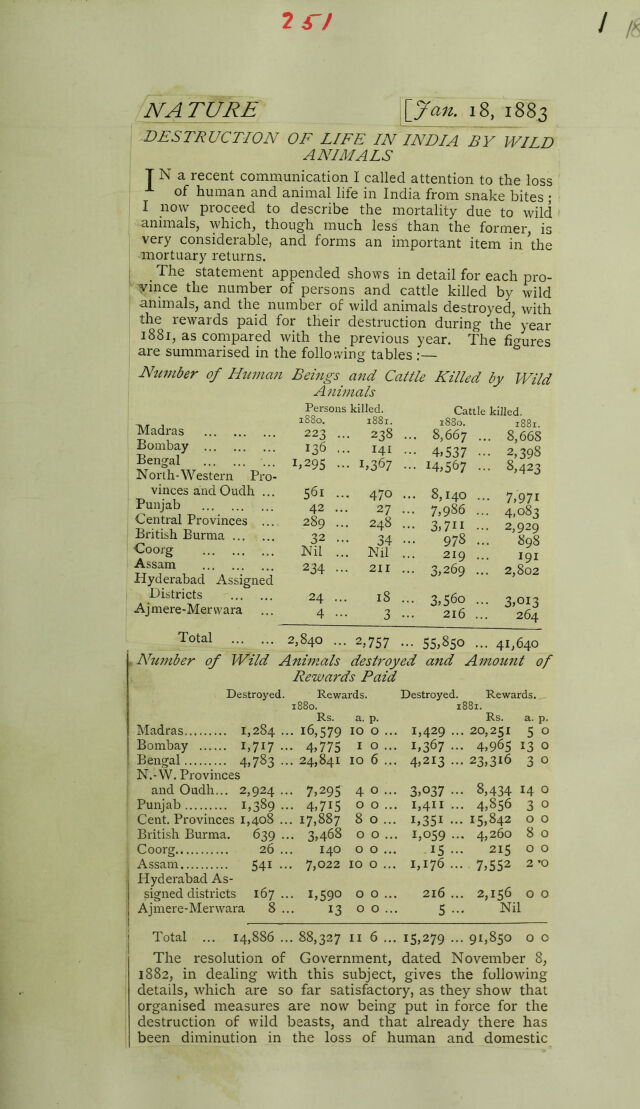 251
1
18
NATURE [Jan. 18, 1883
DESTRUCTION OF LIFE IN INDIA BY WILD
ANIMALS
IN a recent communication I called attention to the loss
of human and animal life in India from snake bites;
I now proceed to describe the mortality due to wild
animals, which, though much less than the former, is
very considerable, and forms an important item in the
mortuary returns.
The statement appended shows in detail for each pro-
vince the number of persons and cattle killed by wild
animals, and the number of wild animals destroyed, with
the rewards paid for their destruction during the year
1881, as compared with the previous year. The figures
are summarised in the following tables:—
Number of Human Beings and Cattle Killed by Wild
Animals
Persons killed. Cattle killed.
1880. 1881. 1880. 1881.
Madras ... ... ... 223 ... 238 ... 8,667 ... 8,668
Bombay ... ... ... 136 ... 141 ... 4,537 ... 2,398
Bengal ... ... ... 1,295 ... 1,367 ... 14,567 ... 8,423
North-Western Pro-
vinces and Oudh ... 561 ... 470 ... 8,140 ... 7,971
Punjab ... ... ... 42 ... 27 ... 7,986 ... 4,083
Central Provinces ... 289 ... 248 ... 3,711 ... 2,929
British Burma ... ... 32 ... 34 ... 978 ... 898
Coorg ... ... ... Nil ... Nil ... 219 ... 191
Assam ... ... ... 234 ... 211 ... 3,269 ... 2,802
Hyderabad Assigned
Districts ... ... 24 ... 18 ... 3,560 ... 3,013
Ajmere-Merwara ... 4 ... 3 ... 216 ... 264
Total ... ... 2,840 ... 2,757 ... 55,850 ... 41,640
Number of Wild Animals destroyed and Amount of
Rewards Paid
Destroyed. Rewards. Destroyed. Rewards.
1880. 1881.
Rs. a. p. Rs. a. p.
Madras......... 1,284 ... 16,579 10 0 ... 1,429 ... 20,251 5 0
Bombay ...... 1,717 ... 4,775 1 0 ... 1,367 ... 4,965 13 0
Bengal......... 4,783 ... 24,841 10 6 ... 4,213 ... 23,316 3 0
N.-W. Provinces
and Oudh... 2,924 ... 7,295 4 0 ... 3,037 ... 8,434 14 0
Punjab ......... 1,389 ... 4,715 0 0 ... 1,411 ... 4,856 3 0
Cent. Provinces 1,408 ... 17,887 8 0 ... 1,351 ... 15,842 0 0
British Burma. 639 ... 3,468 0 0 ... 1,059 ... 4,260 8 0
Coorg........... 26 ... 140 0 0 ... 15 ... 215 0 0
Assam.......... 541 ... 7,022 10 0 ... 1,176 ... 7,552 2 0
Hyderabad As-
signed districts 167 ... 1,590 0 0 216 ... 2,156 0 0
Ajmere-Merwara 8 ... 13 0 0 ... 5 ... Nil
Total ... 14,886 ... 88,327 11 6 ... 15,279 ... 91,850 0 0
The resolution of Government, dated November 8,
1882, in dealing with this subject, gives the following
details, which are so far satisfactory, as they show that
organised measures are now being put in force for the
destruction of wild beasts, and that already there has
been diminution in the loss of human and domestic